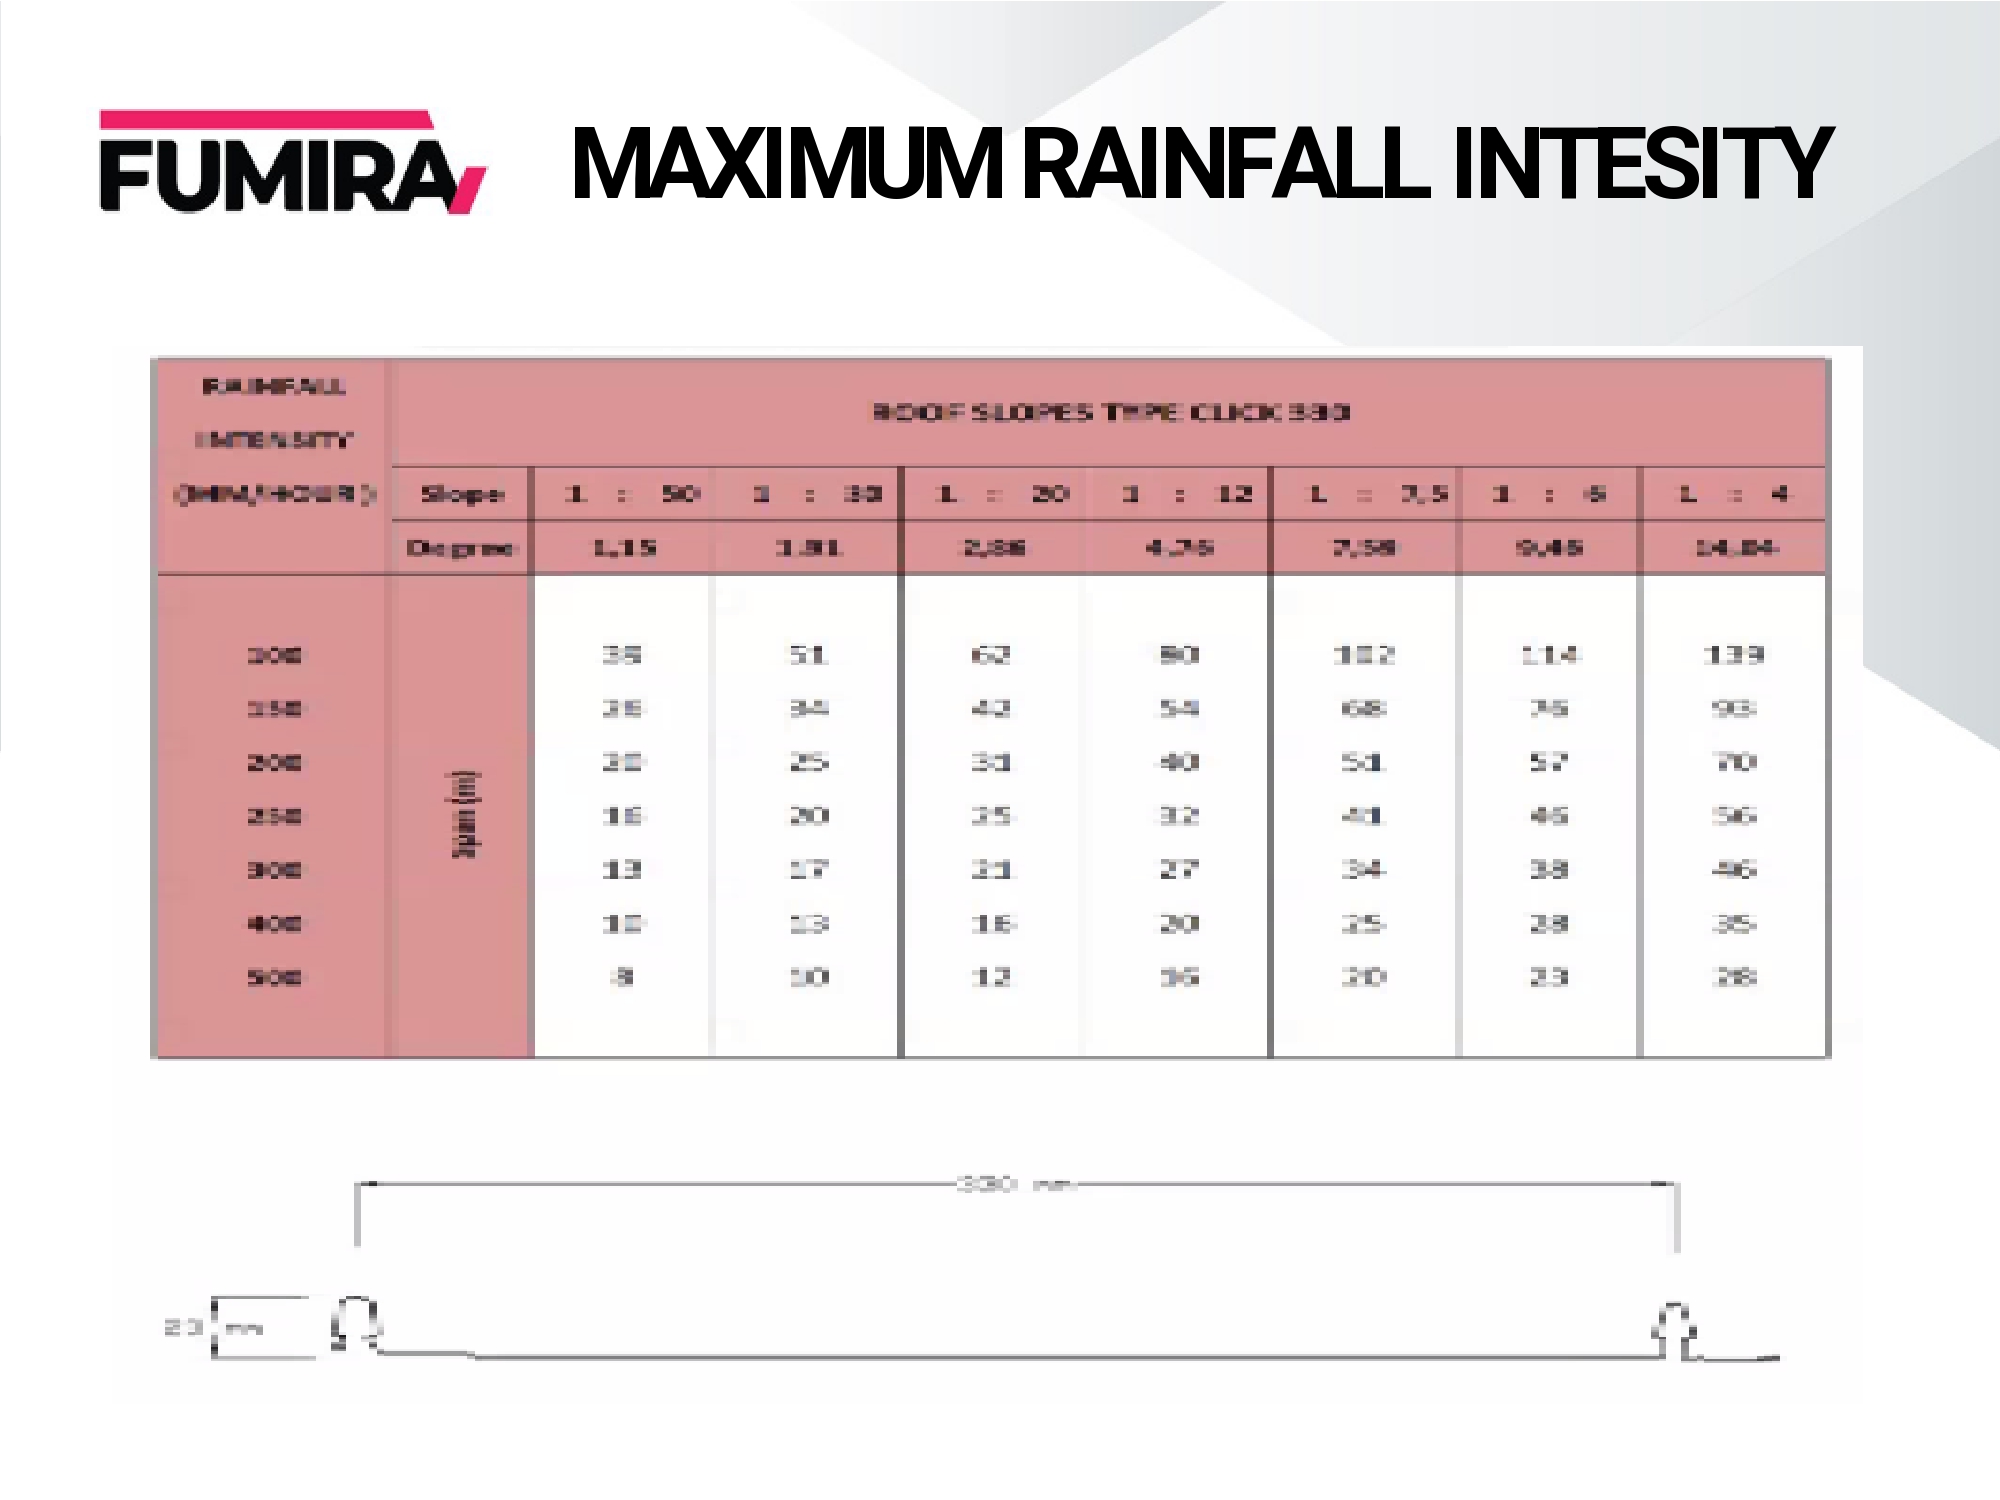 FUMIRA
MAXIMUM RAINFALL INTESITY
RAINFALL
INTENSITY
(MM/HOUR)
ROOF SLOPES TYPE CLICK 330
Slope 1 : 50 1 : 30 1 : 20 1 : 12 1 : 7,5 1 : 6 1 : 4
Degree 1,15 1.91 2,86 4.76 7,59 9,46 14,04
Span (m)
100 39 51 62 80 102 114 139
150 26 34 42 54 68 76 93
200 20 25 31 40 51 57 70
250 16 20 25 32 41 46 56
300 13 17 21 27 34 38 46
400 10 13 16 20 25 28 35
500 8 10 12 16 20 23 28
330 mm
mm